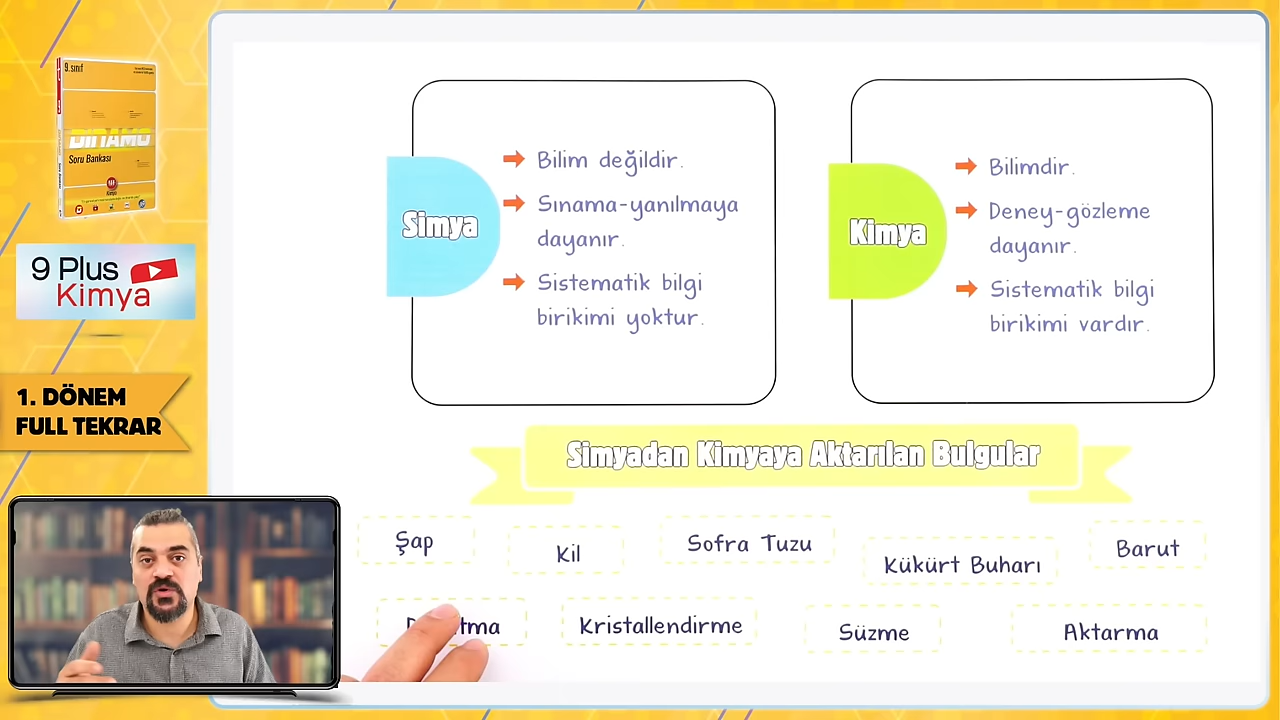 9.sınıf
DİNAMO
Soru Bankası
Kimya
9 Plus
Kimya
1. DÖNEM
FULL TEKRAR
Simya
Bilim değildir.
Sınama-yanılmaya
dayanır.
Sistematik bilgi
birikimi yoktur.
Kimya
Bilimdir.
Deney-gözleme
dayanır.
Sistematik bilgi
birikimi vardır.
Simyadan Kimyaya Aktarılan Bulgular
Şap
Kil
Sofra Tuzu
Kükürt Buharı
Barut
Kristallendirme
Süzme
Aktarma